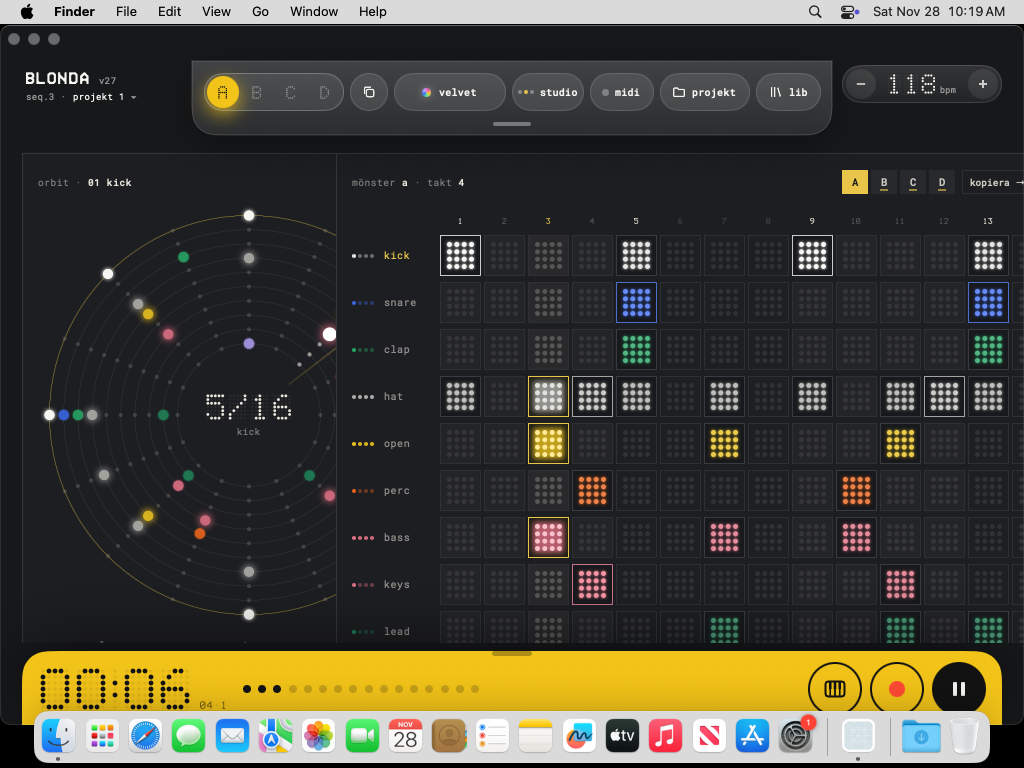 Finder File Edit View Go Window Help Sat Nov 28 10:19 AM
BLONDA v27
seq.3 · projekt 1
A B C D velvet studio midi projekt lib
118 bpm
orbit · 01 kick
mönster a · takt 4
A B C D kopiera →
1 2 3 4 5 6 7 8 9 10 11 12 13
kick
snare
clap
hat
open
perc
bass
keys
lead
5/16
kick
00:06
04·1
NOV
28
tv
1